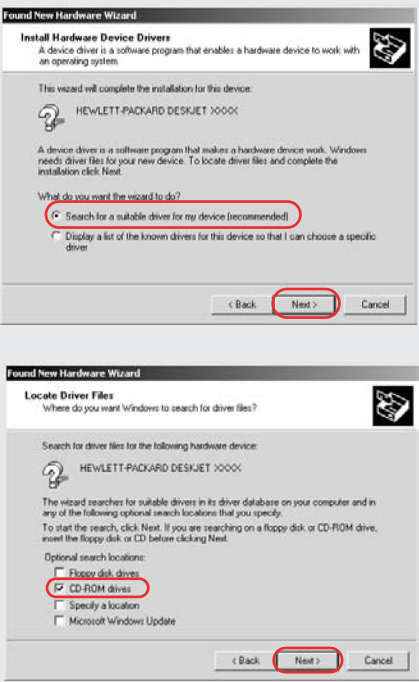 Found New Hardware Wizard
Install Hardware Device Drivers
A device driver is a software program that enables a hardware device to work with
an operating system.
This wizard will complete the installation for this device:
HEWLETT-PACKARD DESKJET XXXX
A device driver is a software program that makes a hardware device work. Windows
needs driver files for your new device. To locate driver files and complete the
installation click Next.
What do you want the wizard to do?
Search for a suitable driver for my device (recommended)
Display a list of the known drivers for this device so that I can choose a specific
driver
< Back Next > Cancel
Found New Hardware Wizard
Locate Driver Files
Where do you want Windows to search for driver files?
Search for driver files for the following hardware device:
HEWLETT-PACKARD DESKJET XXXX
The wizard searches for suitable drivers in its driver database on your computer and in
any of the following optional search locations that you specify.
To start the search, click Next. If you are searching on a floppy disk or CD-ROM drive,
insert the floppy disk or CD before clicking Next.
Optional search locations:
Floppy disk drives
CD-ROM drives
Specify a location
Microsoft Windows Update
< Back Next > Cancel